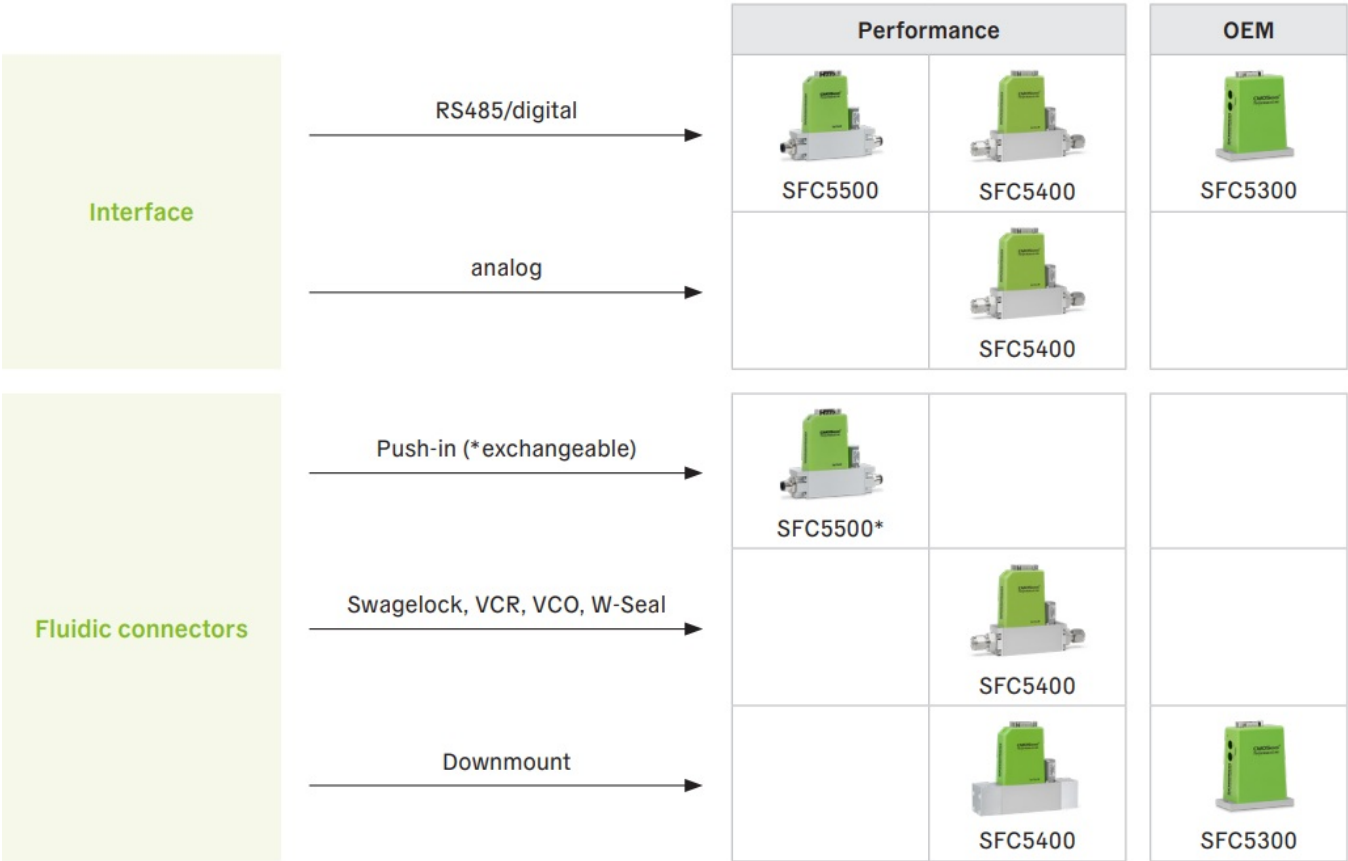 Performance
OEM
Interface
RS485/digital
SFC5500
SFC5400
SFC5300
analog
SFC5400
Fluidic connectors
Push-in (*exchangeable)
SFC5500*
Swagelock, VCR, VCO, W-Seal
SFC5400
Downmount
SFC5400
SFC5300